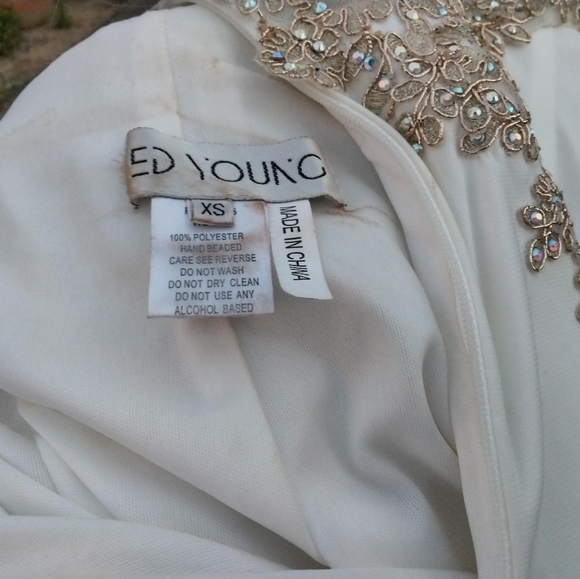 ED YOUNG
XS
MADE IN CHINA
100% POLYESTER
HAND BEADED
CARE SEE REVERSE
DO NOT WASH
DO NOT DRY CLEAN
DO NOT USE ANY
ALCOHOL BASED